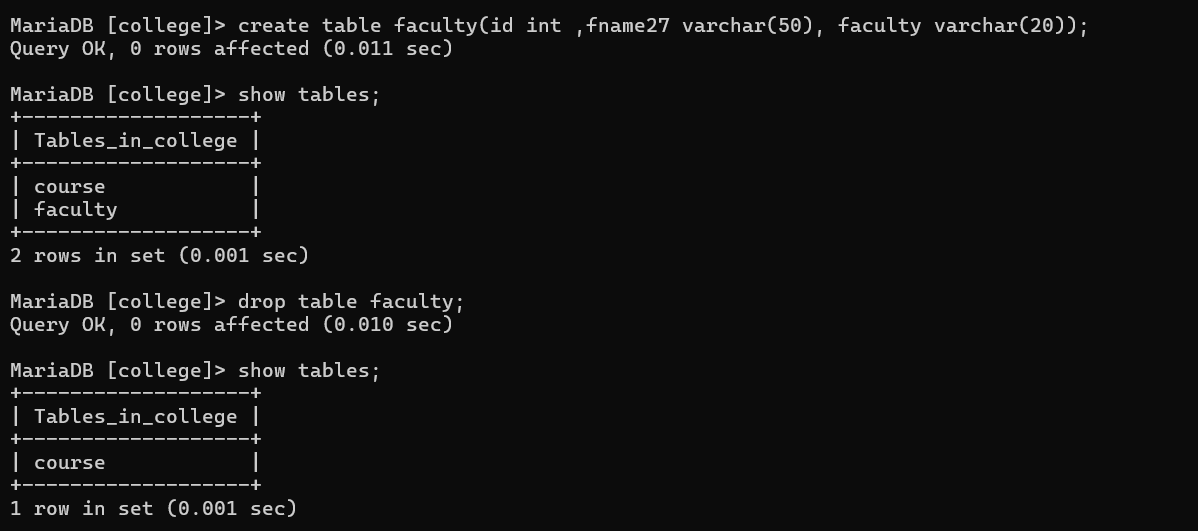 MariaDB [college]> create table faculty(id int ,fname27 varchar(50), faculty varchar(20));
Query OK, 0 rows affected (0.011 sec)

MariaDB [college]> show tables;
+-------------------+
| Tables_in_college |
+-------------------+
| course            |
| faculty           |
+-------------------+
2 rows in set (0.001 sec)

MariaDB [college]> drop table faculty;
Query OK, 0 rows affected (0.010 sec)

MariaDB [college]> show tables;
+-------------------+
| Tables_in_college |
+-------------------+
| course            |
+-------------------+
1 row in set (0.001 sec)